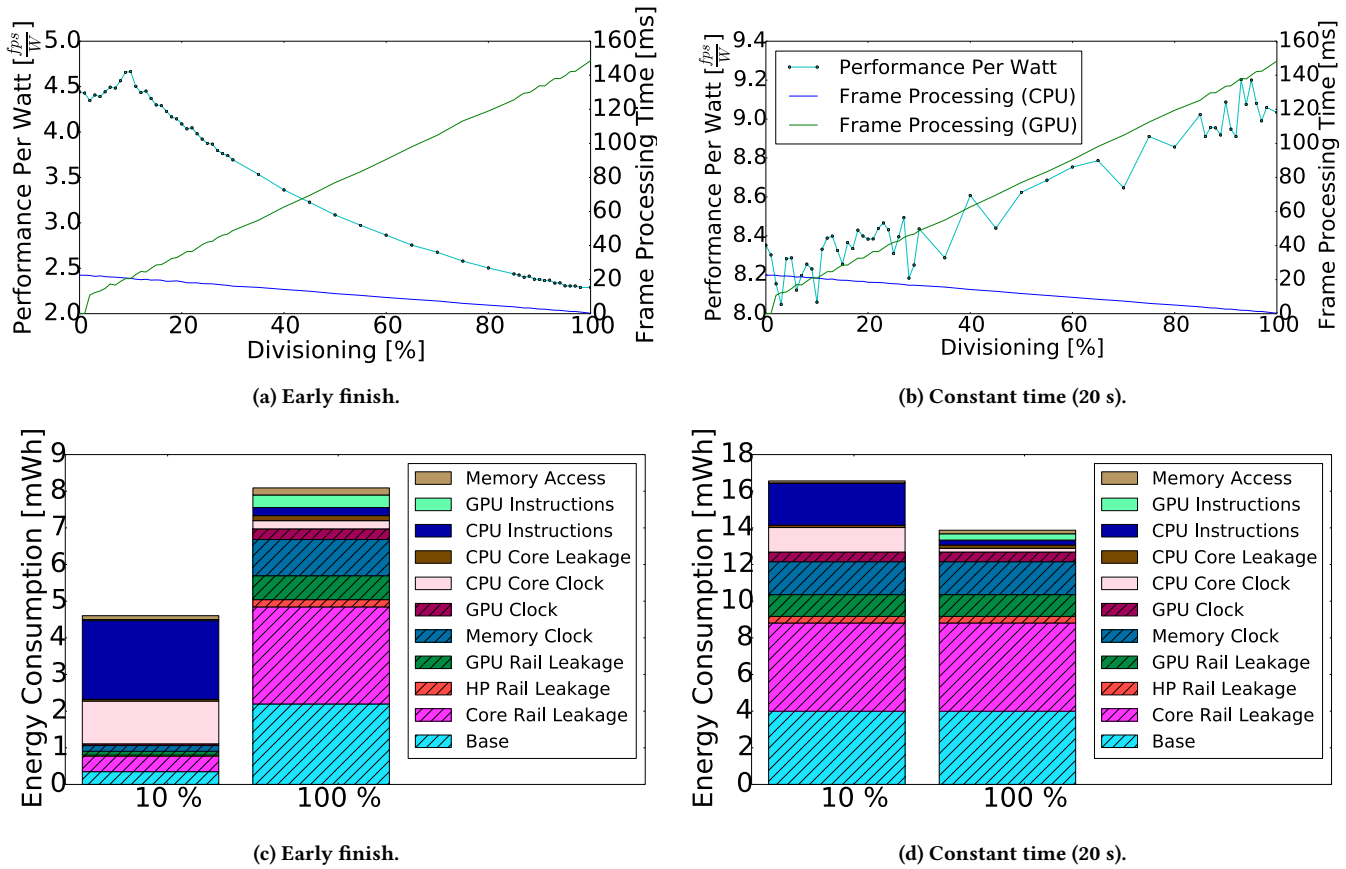 Performance Per Watt [fps/W]
5.0
4.5
4.0
3.5
3.0
2.5
2.0
0 20 40 60 80 100
Divisioning [%]
160
140
120
100
80
60
40
20
0
Frame Processing Time [ms]
(a) Early finish.
Performance Per Watt [fps/W]
9.4
9.2
9.0
8.8
8.6
8.4
8.2
8.0
Performance Per Watt
Frame Processing (CPU)
Frame Processing (GPU)
0 20 40 60 80 100
Divisioning [%]
160
140
120
100
80
60
40
20
0
Frame Processing Time [ms]
(b) Constant time (20 s).
Energy Consumption [mWh]
9
8
7
6
5
4
3
2
1
0
10 % 100 %
Memory Access
GPU Instructions
CPU Instructions
CPU Core Leakage
CPU Core Clock
GPU Clock
Memory Clock
GPU Rail Leakage
HP Rail Leakage
Core Rail Leakage
Base
(c) Early finish.
Energy Consumption [mWh]
18
16
14
12
10
8
6
4
2
0
10 % 100 %
Memory Access
GPU Instructions
CPU Instructions
CPU Core Leakage
CPU Core Clock
GPU Clock
Memory Clock
GPU Rail Leakage
HP Rail Leakage
Core Rail Leakage
Base
(d) Constant time (20 s).